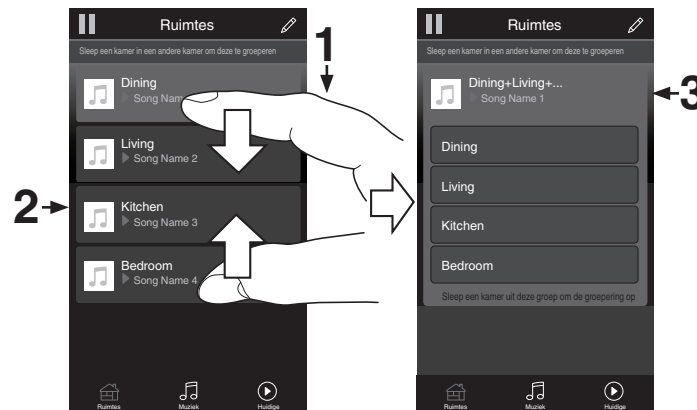 Ruimtes
Sleep een kamer in een andere kamer om deze te groeperen
Dining
Song Nam
Living
Song Name 2
Kitchen
Song Name 3
Bedroom
Song Name 4
Ruimtes
Muziek
Huidige
1
2
Ruimtes
Sleep een kamer in een andere kamer om deze te groeperen
Dining+Living+...
Song Name 1
Dining
Living
Kitchen
Bedroom
Sleep een kamer uit deze groep om de groepering op
Ruimtes
Muziek
Huidige
3